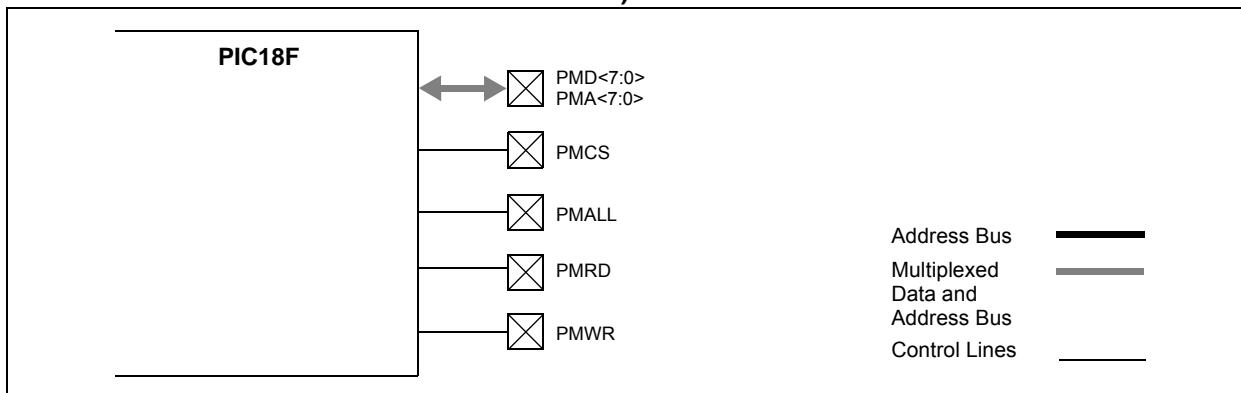 PIC18F
PMD<7:0>
PMA<7:0>
PMCS
PMALL
PMRD
PMWR
Address Bus
Multiplexed
Data and
Address Bus
Control Lines